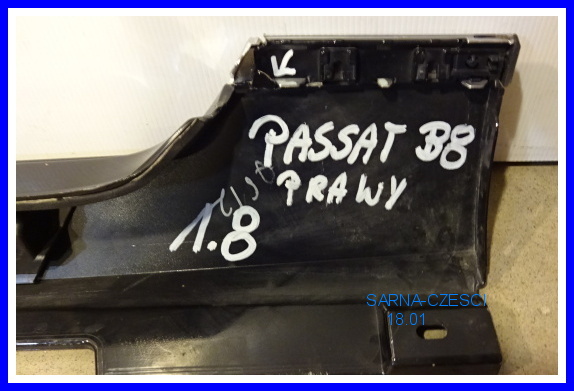 PASSAT B8
PRAWY
1.8
SARNA-CZESCI
18.01